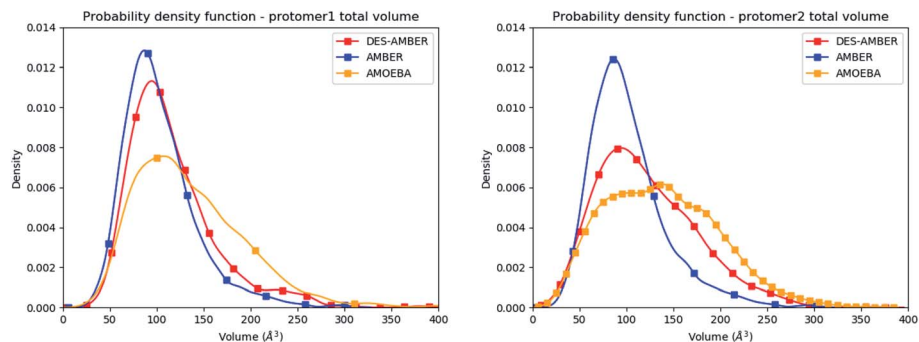 Probability density function - protomer1 total volume
0.014
0.012
0.010
0.008
0.006
0.004
0.002
0.000
Density
DES-AMBER
AMBER
AMOEBA
0 50 100 150 200 250 300 350 400
Volume (Å³)
Probability density function - protomer2 total volume
0.014
0.012
0.010
0.008
0.006
0.004
0.002
0.000
Density
DES-AMBER
AMBER
AMOEBA
0 50 100 150 200 250 300 350 400
Volume (Å³)